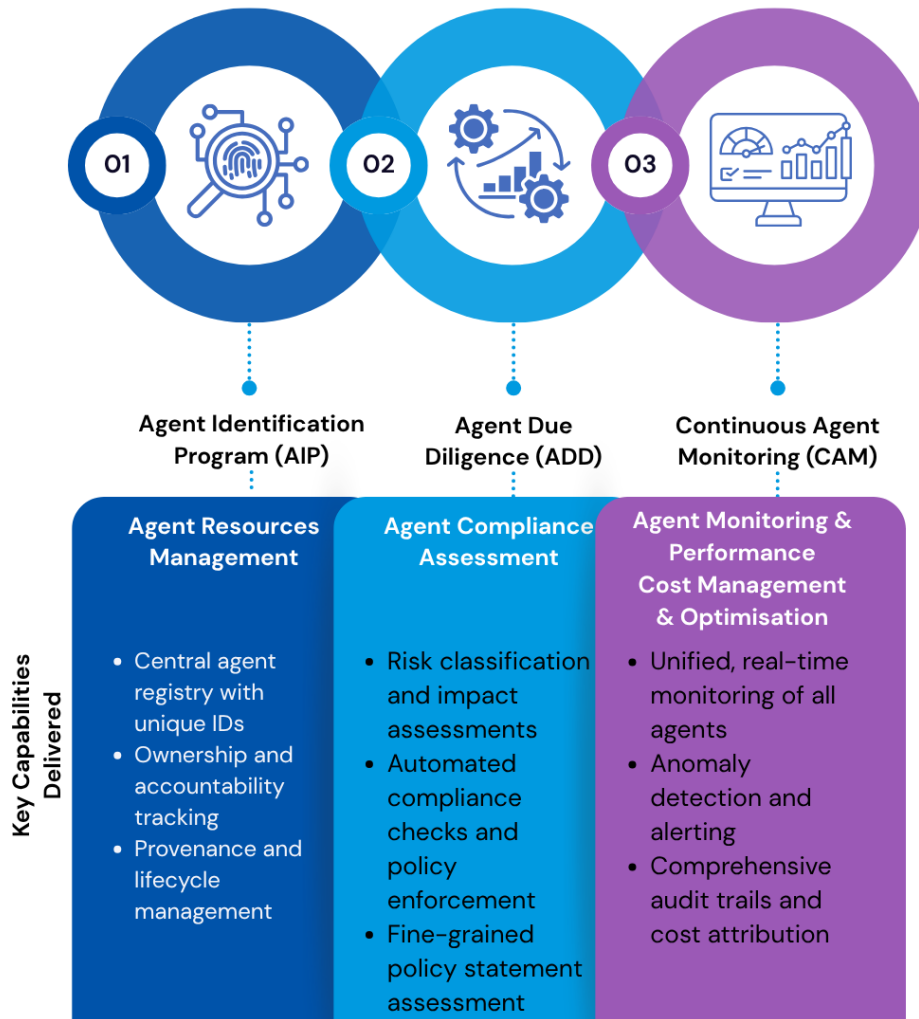 01
02
03
Agent Identification
Program (AIP)
Agent Due
Diligence (ADD)
Continuous Agent
Monitoring (CAM)
Key Capabilities
Delivered
Agent Resources
Management
• Central agent
registry with
unique IDs
• Ownership and
accountability
tracking
• Provenance and
lifecycle
management
Agent Compliance
Assessment
• Risk classification
and impact
assessments
• Automated
compliance
checks and
policy
enforcement
• Fine-grained
policy statement
assessment
Agent Monitoring &
Performance
Cost Management
& Optimisation
• Unified, real-time
monitoring of all
agents
• Anomaly
detection and
alerting
• Comprehensive
audit trails and
cost attribution